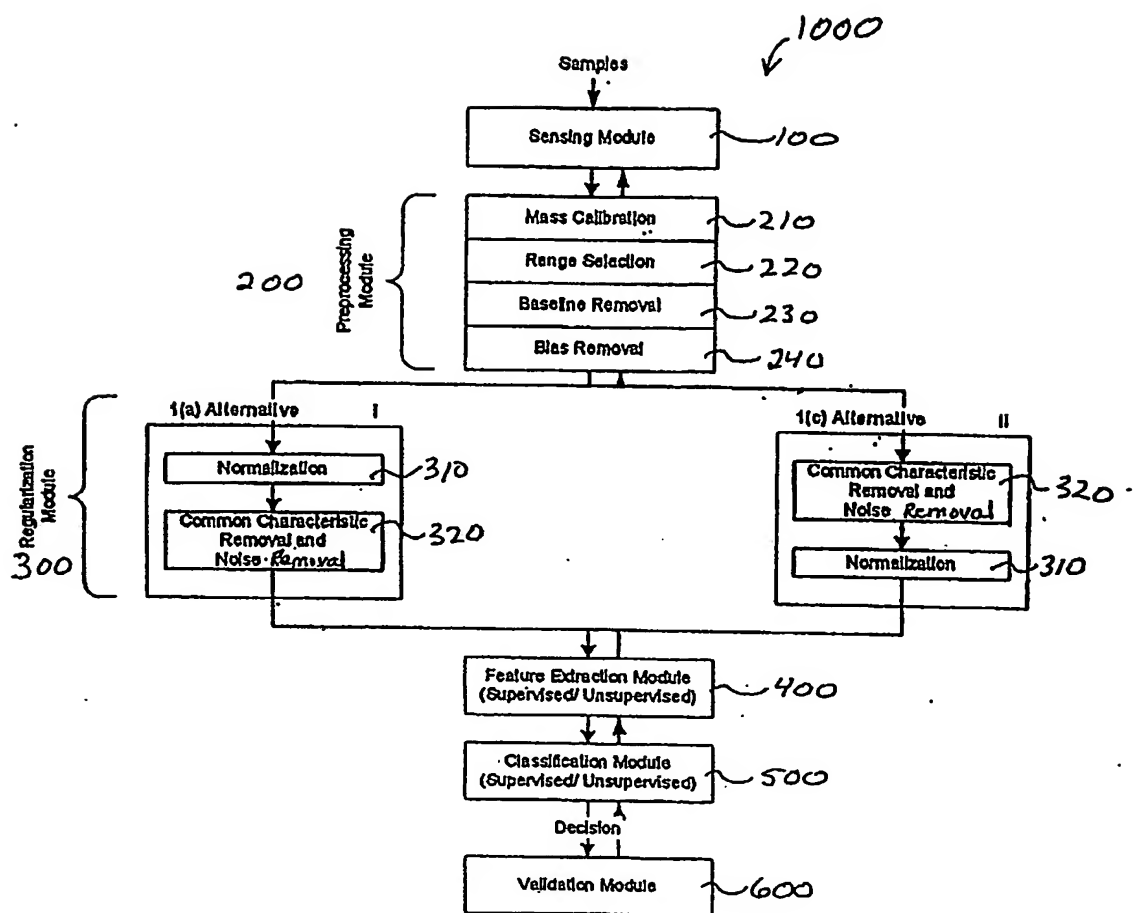 1000
Samples
Sensing Module
100
Mass Calibration
210
Range Selection
220
Baseline Removal
230
Bias Removal
240
200
Preprocessing
Module
1(a) Alternative I
Normalization
310
Common Characteristic
Removal and
Noise Removal
320
Regularization
Module
300
1(c) Alternative II
Common Characteristic
Removal and
Noise Removal
320
Normalization
310
Feature Extraction Module
(Supervised/ Unsupervised)
400
Classification Module
(Supervised/ Unsupervised)
500
Decision
Validation Module
600